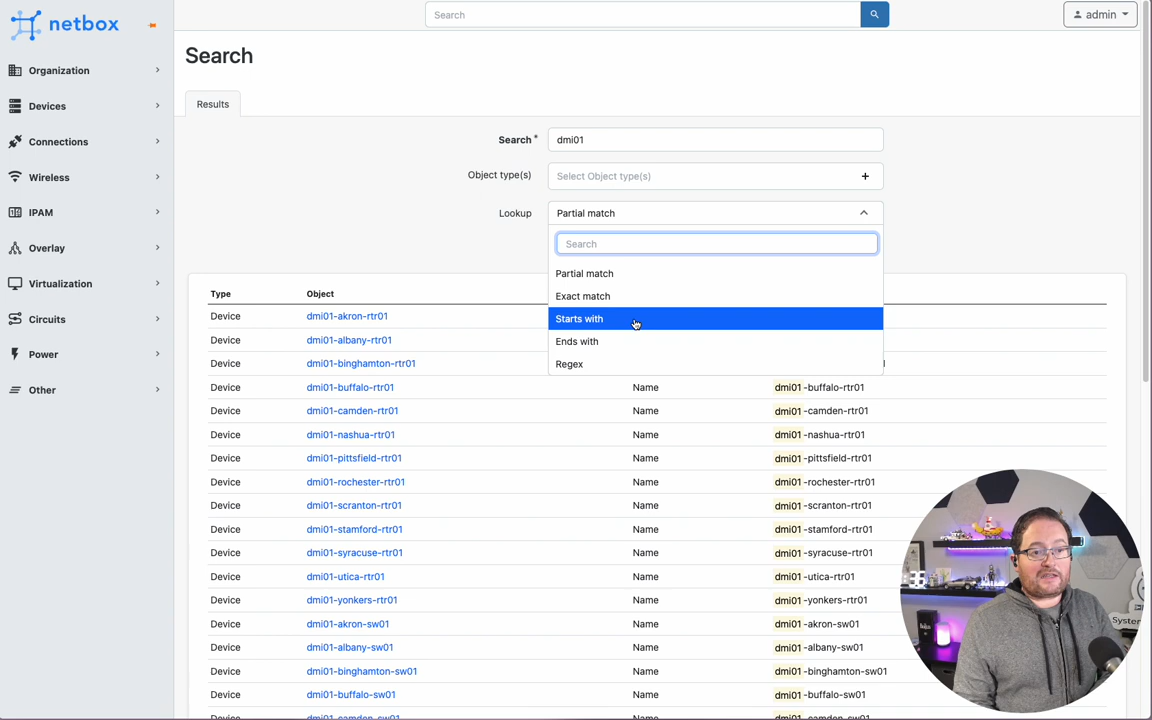 netbox
Search
admin
Organization
Search
Devices
Results
Connections
Search *
dmi01
Wireless
Object type(s)
Select Object type(s)
+
IPAM
Lookup
Partial match
Overlay
Search
Virtualization
Partial match
Type
Object
Exact match
Circuits
Device
dmi01-akron-rtr01
Starts with
Device
dmi01-albany-rtr01
Ends with
Power
Device
dmi01-binghamton-rtr01
Regex
Other
Device
dmi01-buffalo-rtr01
Name
dmi01-buffalo-rtr01
Device
dmi01-camden-rtr01
Name
dmi01-camden-rtr01
Device
dmi01-nashua-rtr01
Name
dmi01-nashua-rtr01
Device
dmi01-pittsfield-rtr01
Name
dmi01-pittsfield-rtr01
Device
dmi01-rochester-rtr01
Name
dmi01-rochester-rtr01
Device
dmi01-scranton-rtr01
Name
dmi01-scranton-rtr01
Device
dmi01-stamford-rtr01
Name
dmi01-stamford-rtr01
Device
dmi01-syracuse-rtr01
Name
dmi01-syracuse-rtr01
Device
dmi01-utica-rtr01
Name
dmi01-utica-rtr01
Device
dmi01-yonkers-rtr01
Name
dmi01-yonkers-rtr01
Device
dmi01-akron-sw01
Name
dmi01-akron-sw01
Device
dmi01-albany-sw01
Name
dmi01-albany-sw01
Device
dmi01-binghamton-sw01
Name
dmi01-binghamton-sw01
Device
dmi01-buffalo-sw01
Name
dmi01-buffalo-sw01
Device
dmi01-camden-sw01
Name
System